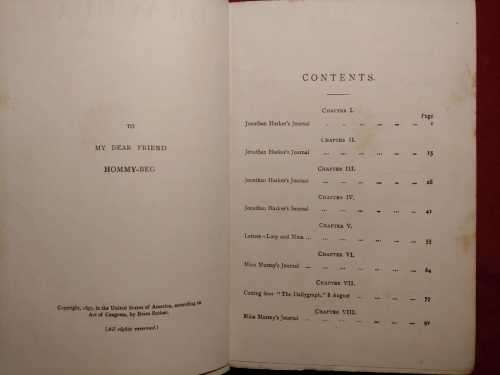 TO
MY DEAR FRIEND
HOMMY-BEG
Copyright, 1897, in the United States of America, according to
Act of Congress, by Bram Stoker.
[All rights reserved.]
CONTENTS.
CHAPTER I.
Page
Jonathan Harker's Journal ... ... ... ... ... 1
CHAPTER II.
Jonathan Harker's Journal ... ... ... ... ... 15
CHAPTER III.
Jonathan Harker's Journal ... ... ... ... ... 28
CHAPTER IV.
Jonathan Harker's Journal ... ... ... ... ... 41
CHAPTER V.
Letters—Lucy and Mina ... ... ... ... ... 55
CHAPTER VI.
Mina Murray's Journal ... ... ... ... ... 64
CHAPTER VII.
Cutting from "The Dailygraph," 8 August ... ... ... 77
CHAPTER VIII.
Mina Murray's Journal ... ... ... ... ... 91